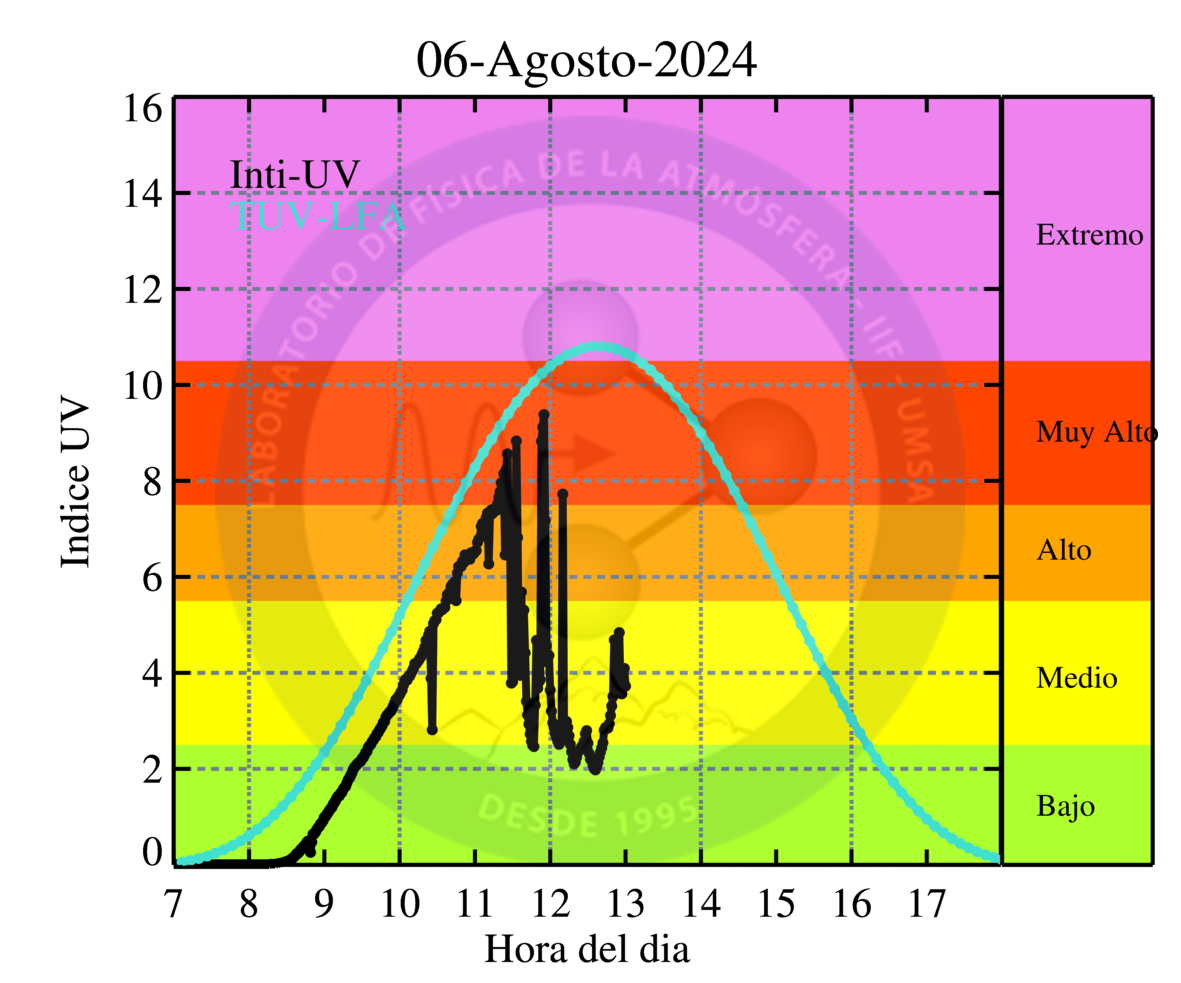 06-Agosto-2024
16
14
12
10
8
6
4
2
0
Indice UV
Inti-UV
TUV-LFA
LABORATORIO DE FÍSICA DE LA ATMÓSFERA - IIF - UMSA
DESDE 1995
Extremo
Muy Alto
Alto
Medio
Bajo
7 8 9 10 11 12 13 14 15 16 17
Hora del dia